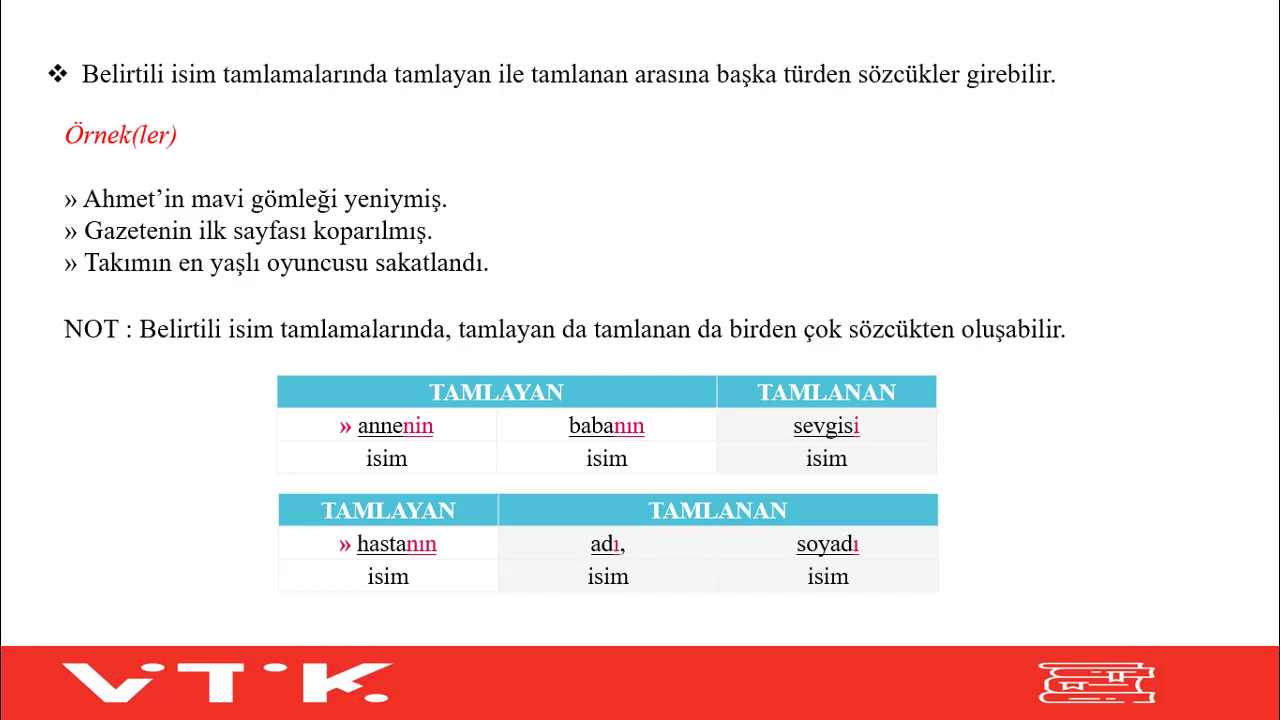 ❖ Belirtili isim tamlamalarında tamlayan ile tamlanan arasına başka türden sözcükler girebilir.
Örnek(ler)
» Ahmet’in mavi gömleği yeniymiş.
» Gazetenin ilk sayfası koparılmış.
» Takımın en yaşlı oyuncusu sakatlandı.
NOT : Belirtili isim tamlamalarında, tamlayan da tamlanan da birden çok sözcükten oluşabilir.
TAMLAYAN TAMLANAN
» annenin babanın sevgisi
isim isim isim
TAMLAYAN TAMLANAN
» hastanın adı, soyadı
isim isim isim
VİTİK.